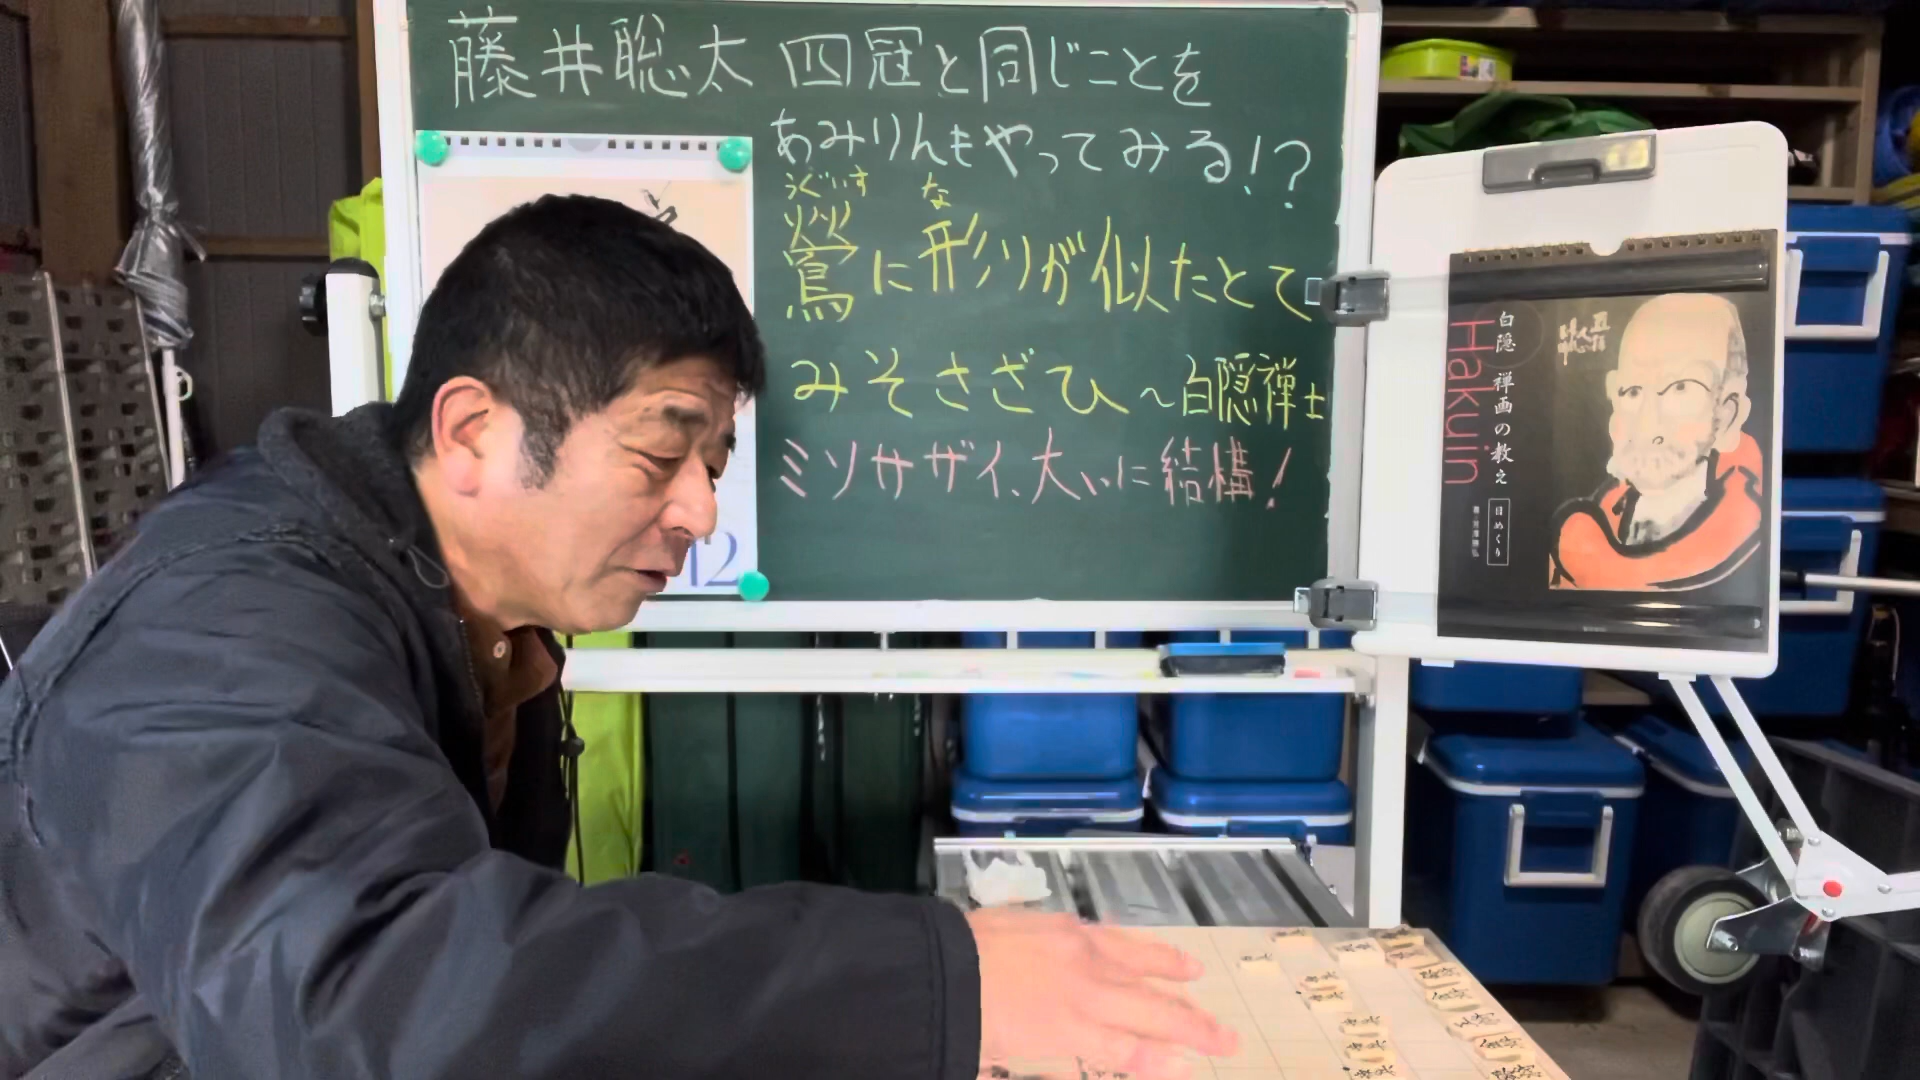 藤井聡太四冠と同じことを
あみりんもやってみる!?
うぐいす な
鶯に形りが似たとて
みそさざひ〜白隠禅士
ミソサザイ、大いに結構!
12
白隠 禅画の教え
Hakuin
日めくり